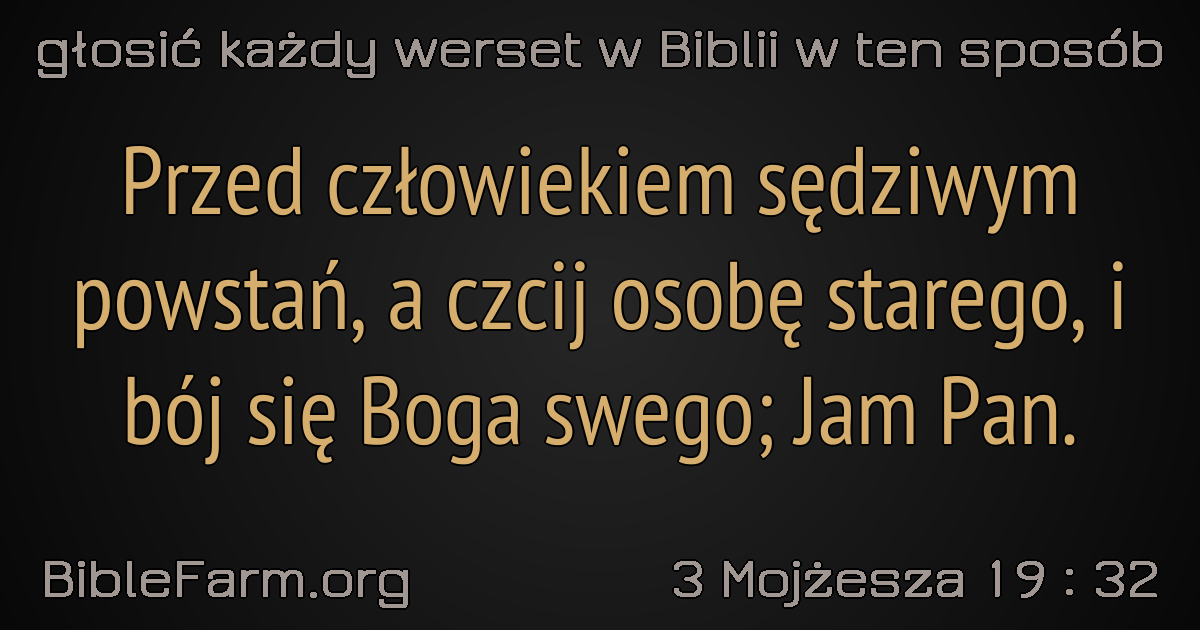 głosić każdy werset w Biblii w ten sposób
Przed człowiekiem sędziwym
powstań, a czcij osobę starego, i
bój się Boga swego; Jam Pan.
BibleFarm.org
3 Mojżesza 19 : 32